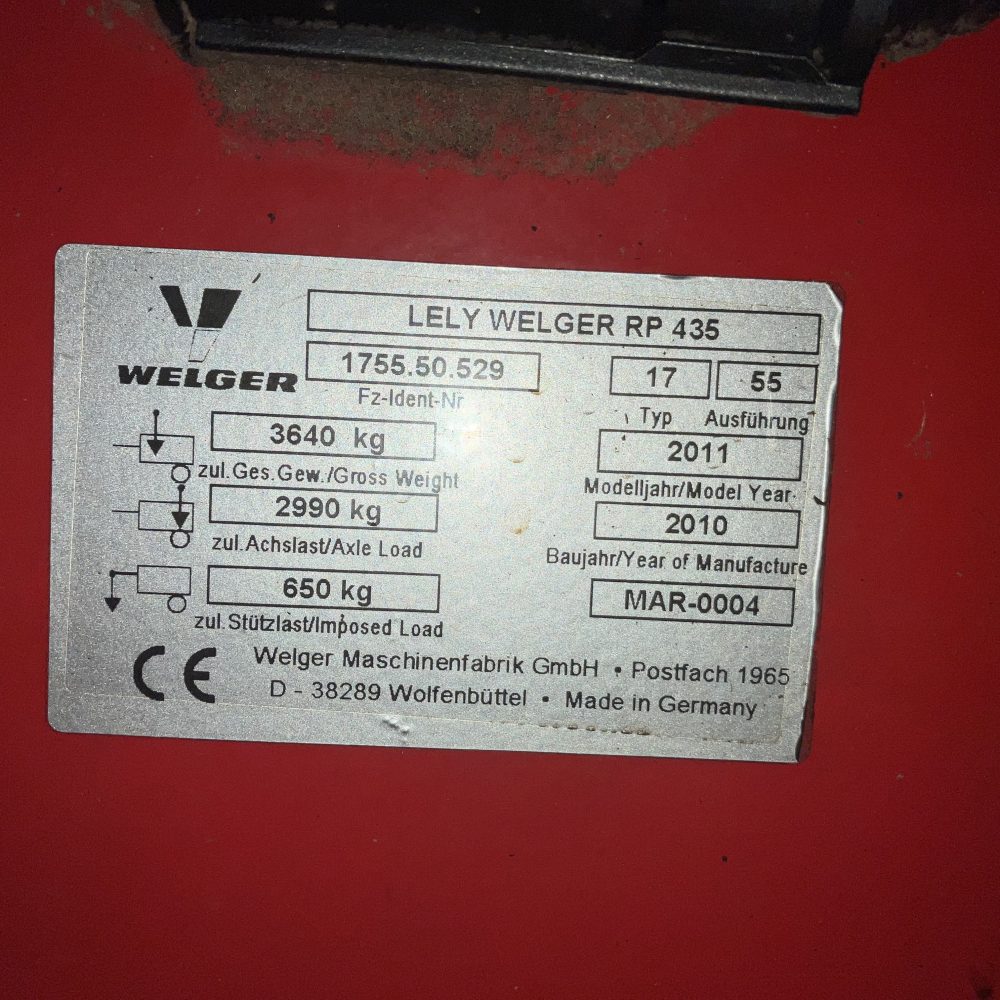 LELY WELGER RP 435
WELGER
1755.50.529
17
55
Fz-Ident-Nr
Typ
Ausführung
3640 kg
2011
zul.Ges.Gew./Gross Weight
Modelljahr/Model Year
2990 kg
2010
zul.Achslast/Axle Load
Baujahr/Year of Manufacture
650 kg
MAR-0004
zul.Stützlast/Imposed Load
CE
Welger Maschinenfabrik GmbH • Postfach 1965
D - 38289 Wolfenbüttel • Made in Germany